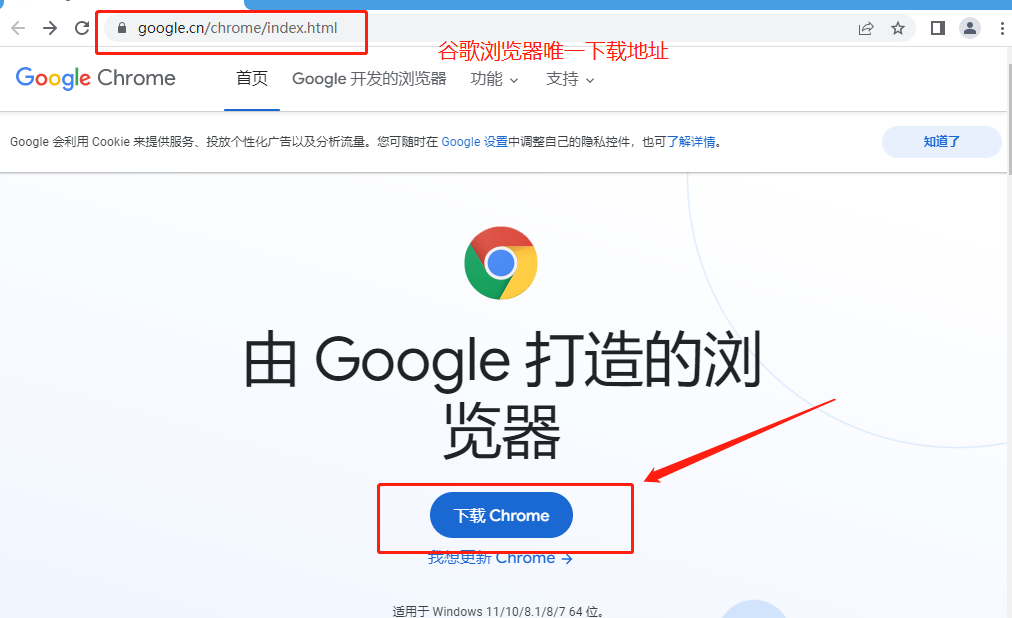 google.cn/chrome/index.html
谷歌浏览器唯一下载地址
Google Chrome
首页
Google 开发的浏览器
功能
支持
Google 会利用 Cookie 来提供服务、投放个性化广告以及分析流量。您可随时在 Google 设置中调整自己的隐私控件，也可了解详情。
知道了
由 Google 打造的浏
览器
下载 Chrome
我想更新 Chrome →
适用于 Windows 11/10/8.1/8/7 64 位。